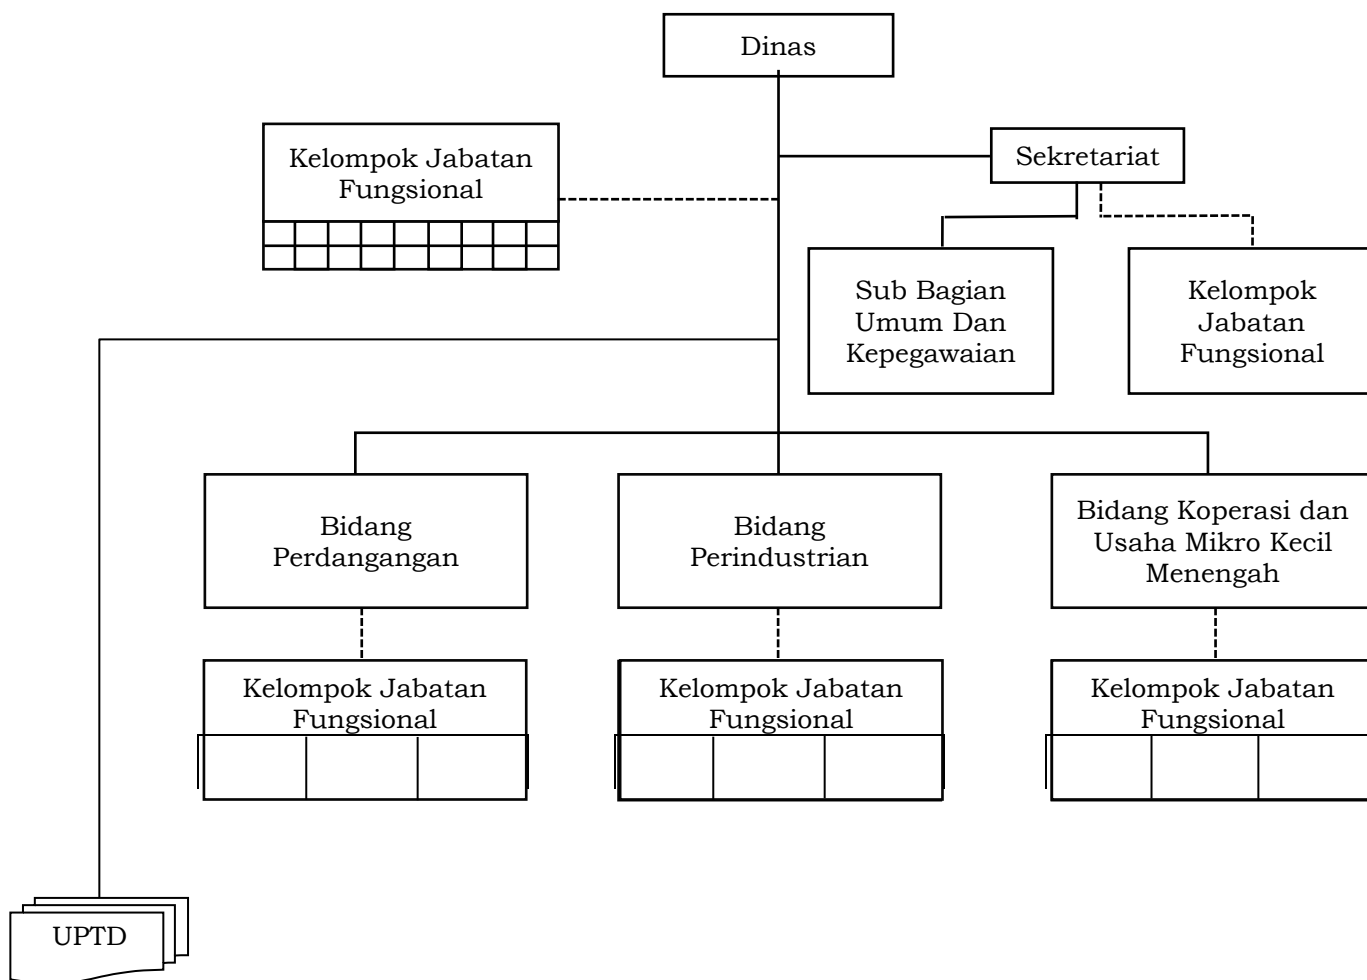 Dinas
Kelompok Jabatan
Fungsional
Sekretariat
Sub Bagian
Umum Dan
Kepegawaian
Kelompok
Jabatan
Fungsional
Bidang
Perdangangan
Bidang
Perindustrian
Bidang Koperasi dan
Usaha Mikro Kecil
Menengah
Kelompok Jabatan
Fungsional
Kelompok Jabatan
Fungsional
Kelompok Jabatan
Fungsional
UPTD